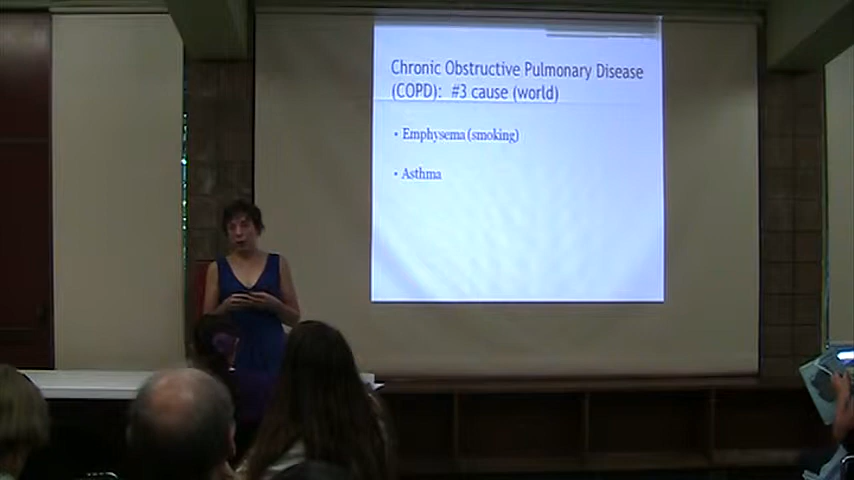 Chronic Obstructive Pulmonary Disease
(COPD): #3 cause (world)
• Emphysema (smoking)
• Asthma